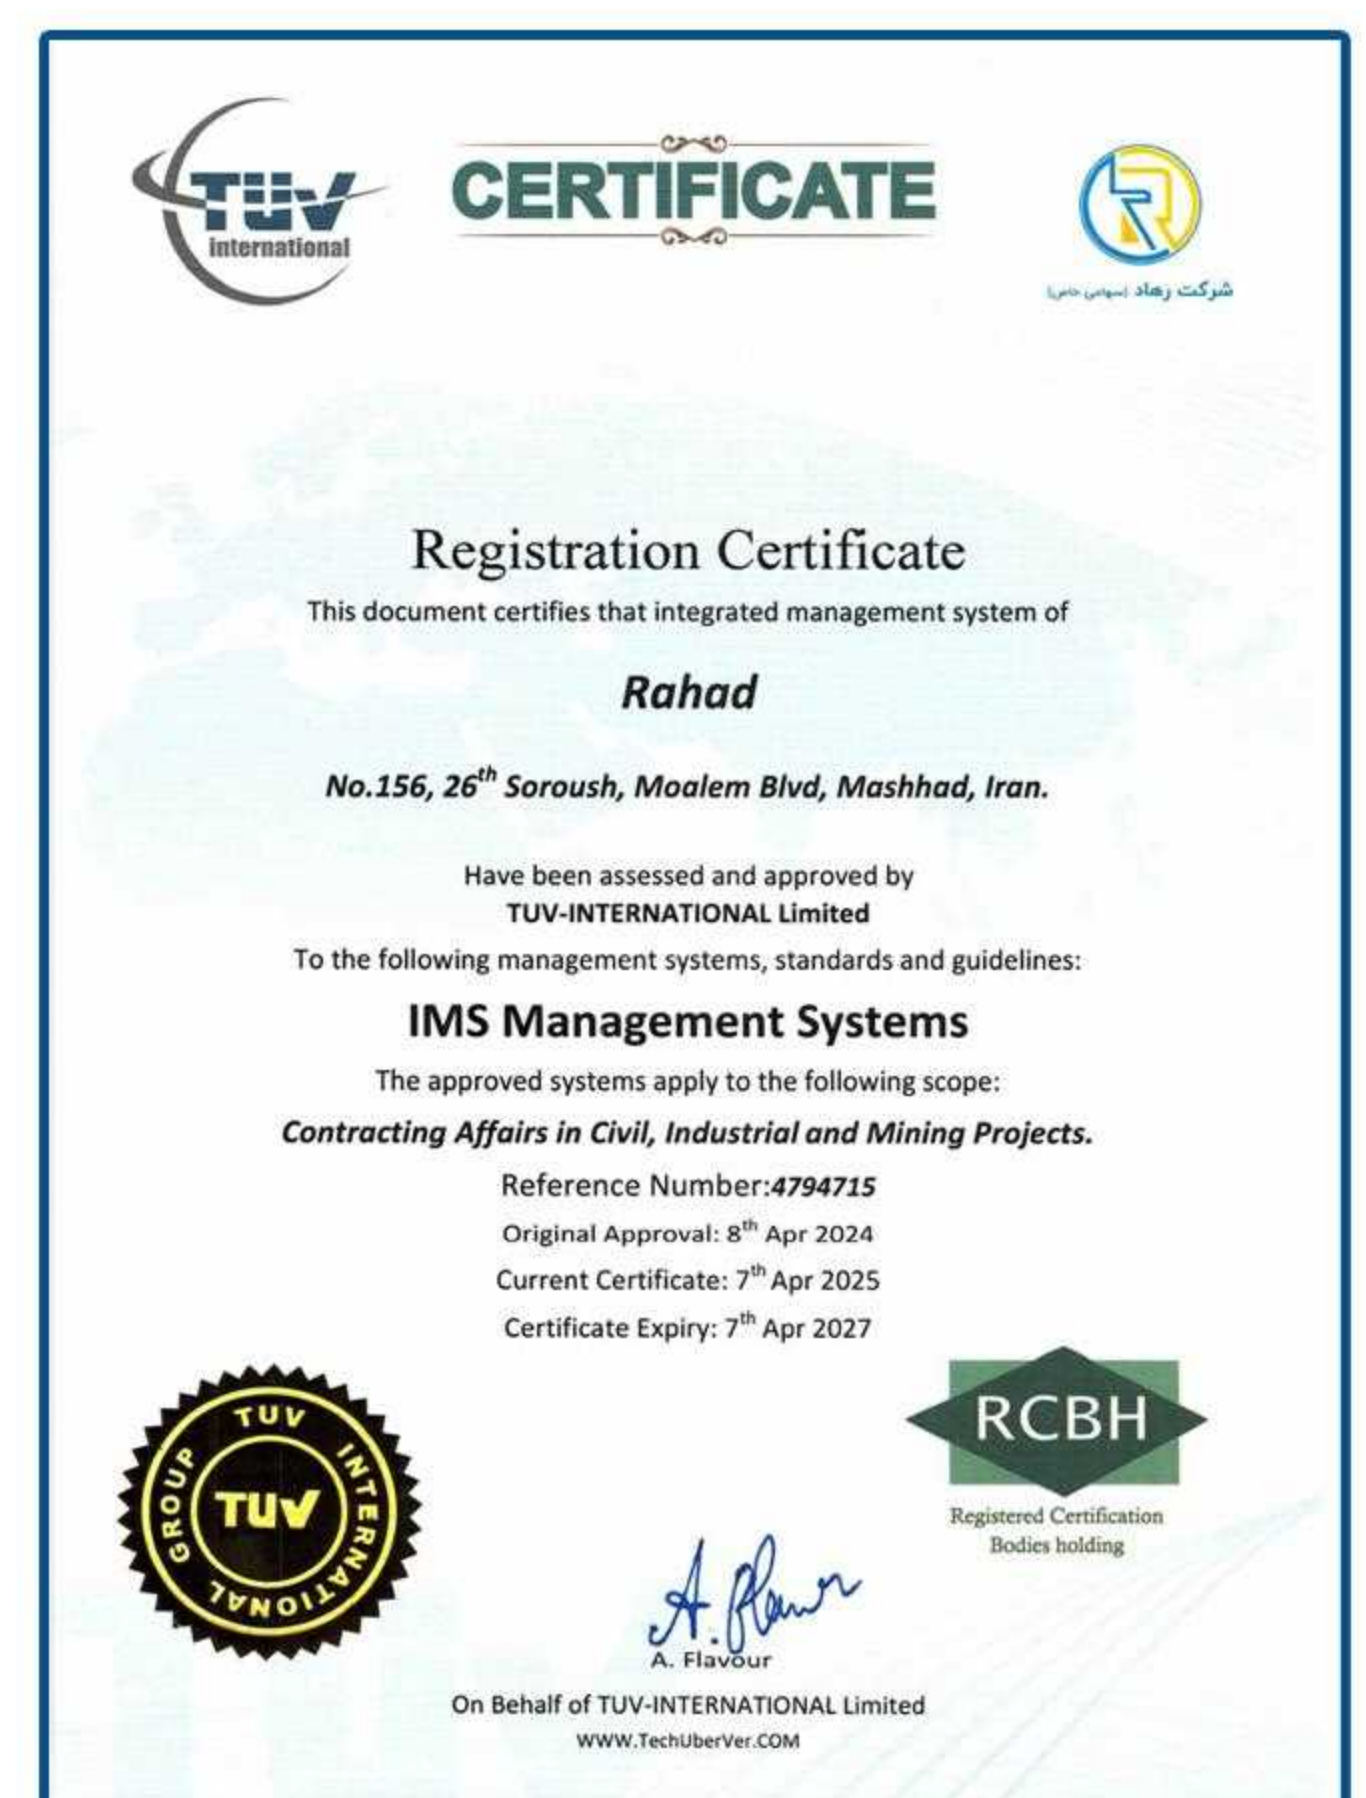 TUV
international
CERTIFICATE
شرکت رهاد (سهامی خاص)
Registration Certificate
This document certifies that integrated management system of
Rahad
No.156, 26th Soroush, Moalem Blvd, Mashhad, Iran.
Have been assessed and approved by
TUV-INTERNATIONAL Limited
To the following management systems, standards and guidelines:
IMS Management Systems
The approved systems apply to the following scope:
Contracting Affairs in Civil, Industrial and Mining Projects.
Reference Number:4794715
Original Approval: 8th Apr 2024
Current Certificate: 7th Apr 2025
Certificate Expiry: 7th Apr 2027
TUV INTERNATIONAL GROUP
TUV
RCBH
Registered Certification
Bodies holding
A. Flavour
A. Flavour
On Behalf of TUV-INTERNATIONAL Limited
WWW.TechUberVer.COM